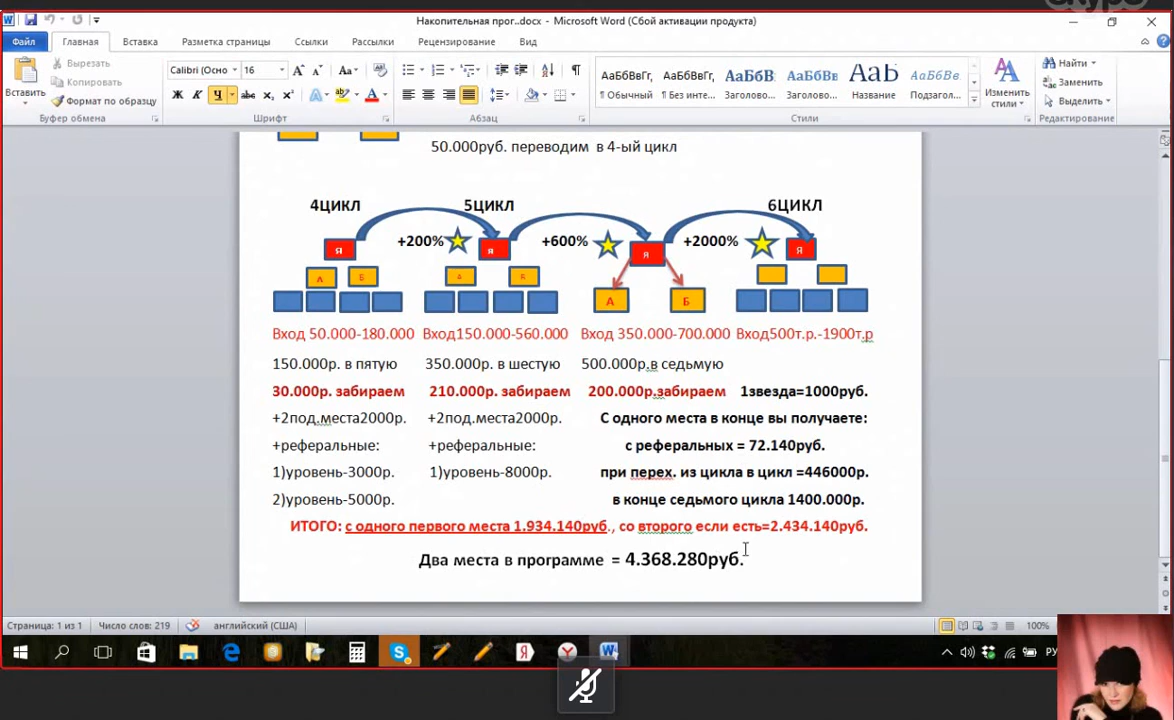 Накопительная прог..docx - Microsoft Word (Сбой активации продукта)
Файл Главная Вставка Разметка страницы Ссылки Рассылки Рецензирование Вид
Вставить
Вырезать
Копировать
Формат по образцу
Буфер обмена
Calibri (Осно 16
Ж К Ч abc X₂ X²
Шрифт
Абзац
АаБбВвГг, АаБбВвГг, АаБбВ АаБбВв АаБ АаБбВв.
¶ Обычный ¶ Без инте... Заголово... Заголово... Название Подзагол...
Стили
Изменить стили
Найти
Заменить
Выделить
Редактирование
50.000руб. переводим в 4-ый цикл
4ЦИКЛ 5ЦИКЛ 6ЦИКЛ
+200% +600% +2000%
Я я я Я
А Б А Б
А Б
Вход 50.000-180.000 Вход150.000-560.000 Вход 350.000-700.000 Вход500т.р.-1900т.р
150.000р. в пятую 350.000р. в шестую 500.000р.в седьмую
30.000р. забираем 210.000р. забираем 200.000р.забираем 1звезда=1000руб.
+2под.места2000р. +2под.места2000р. С одного места в конце вы получаете:
+реферальные: +реферальные: с реферальных = 72.140руб.
1)уровень-3000р. 1)уровень-8000р. при перех. из цикла в цикл =446000р.
2)уровень-5000р. в конце седьмого цикла 1400.000р.
ИТОГО: с одного первого места 1.934.140руб., со второго если есть=2.434.140руб.
Два места в программе = 4.368.280руб.
Страница: 1 из 1 Число слов: 219 английский (США) 100%
РУ